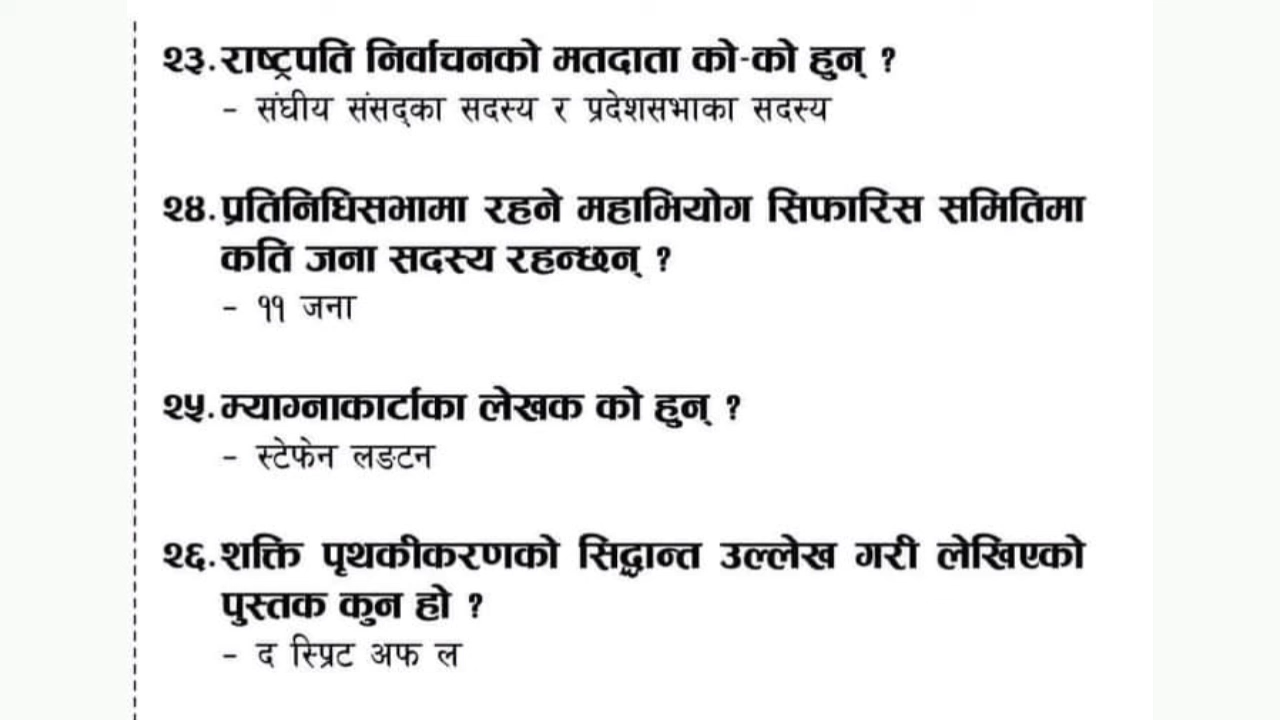 २३. राष्ट्रपति निर्वाचनको मतदाता को-को हुन् ?
- संघीय संसद्का सदस्य र प्रदेशसभाका सदस्य
२४. प्रतिनिधिसभामा रहने महाभियोग सिफारिस समितिमा
कति जना सदस्य रहन्छन् ?
- ११ जना
२५. म्याग्नाकार्टाका लेखक को हुन् ?
- स्टेफेन लङटन
२६. शक्ति पृथकीकरणको सिद्धान्त उल्लेख गरी लेखिएको
पुस्तक कुन हो ?
- द स्प्रिट अफ ल